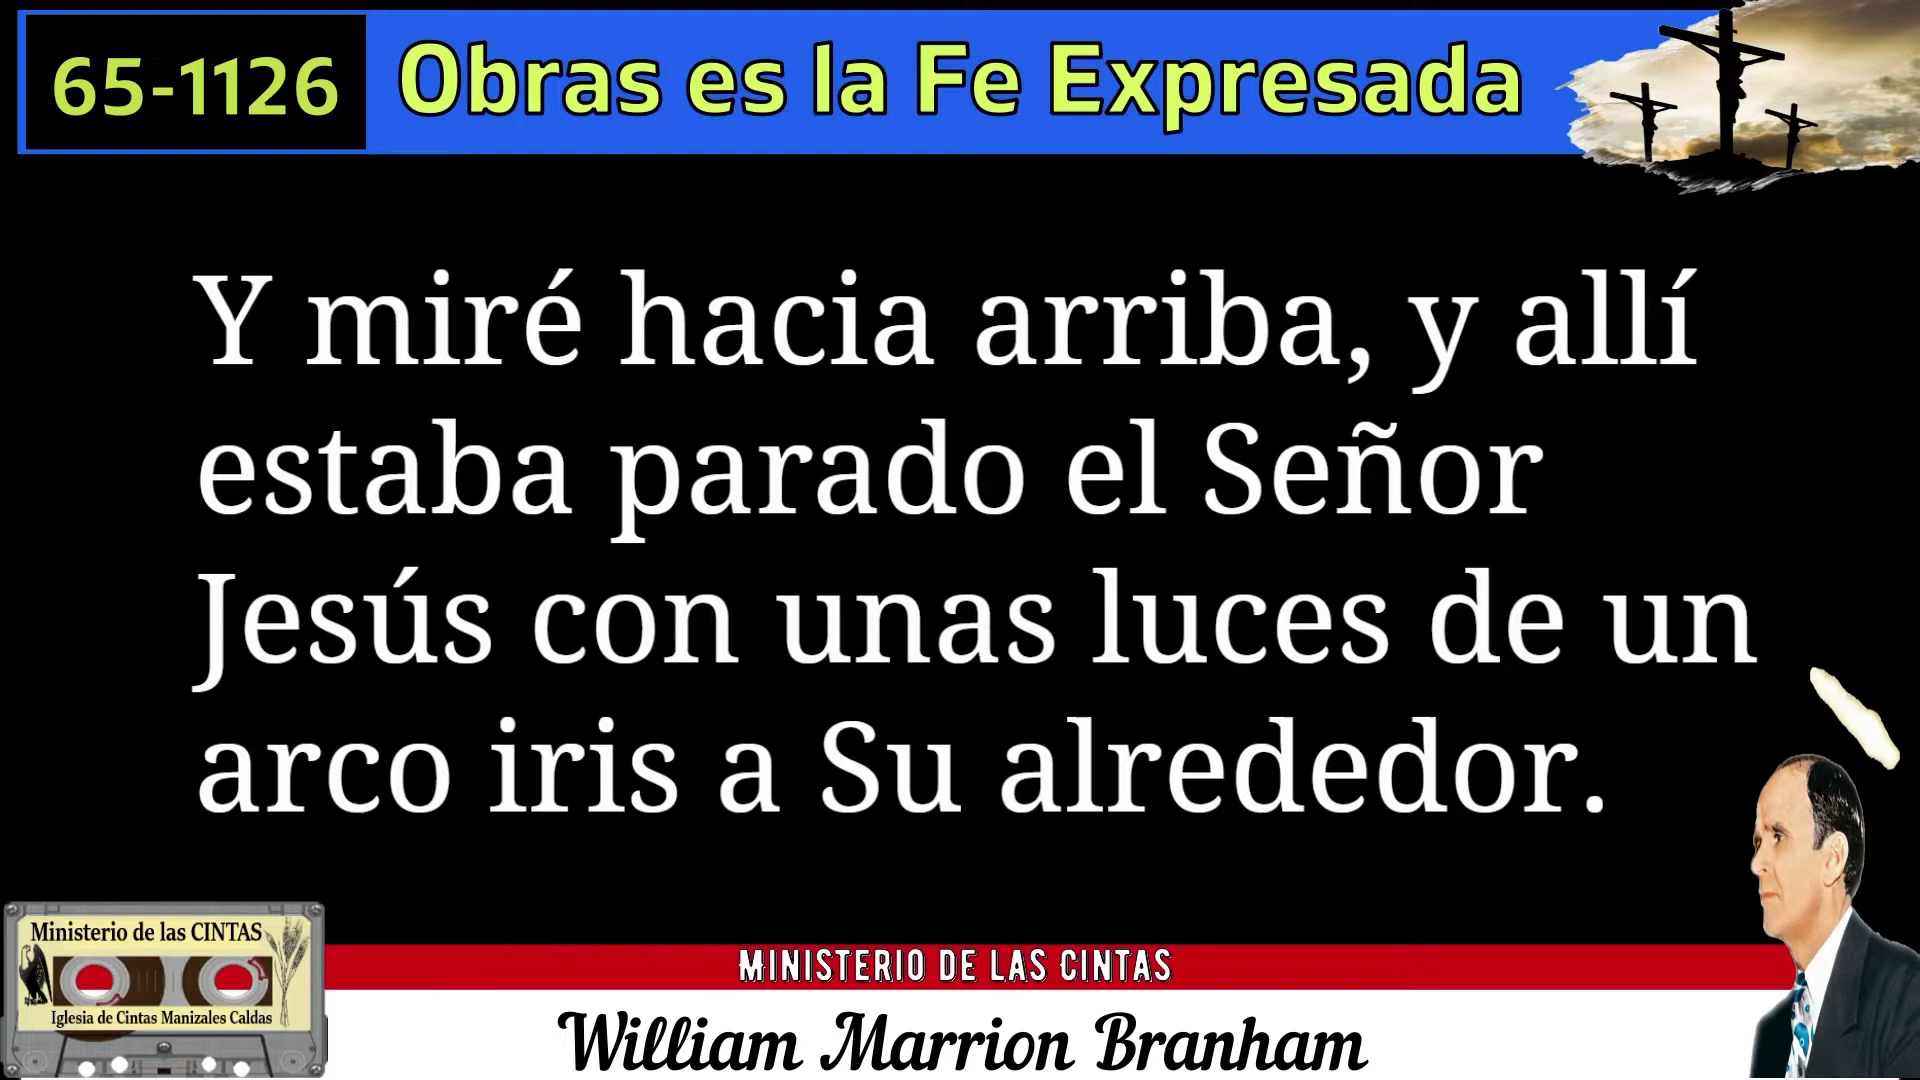 65-1126
Obras es la Fe Expresada
Y miré hacia arriba, y allí
estaba parado el Señor
Jesús con unas luces de un
arco iris a Su alrededor.
Ministerio de las CINTAS
Iglesia de Cintas Manizales Caldas
MINISTERIO DE LAS CINTAS
William Marrion Branham